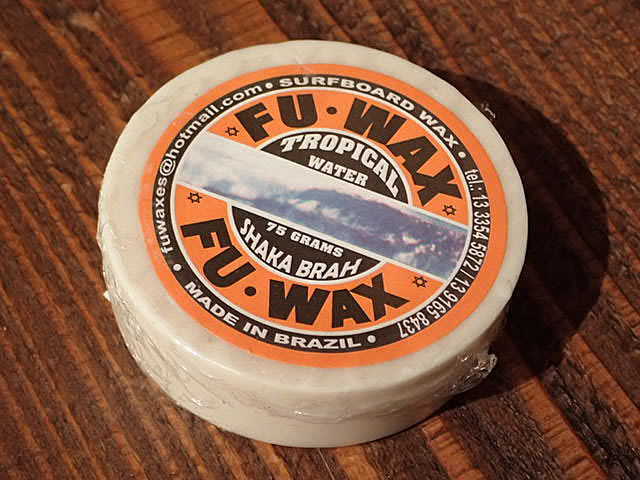 fuwaxes@hotmail.com • SURFBOARD WAX •
tel.: 13 3354 5872 / 13 9165 8437
FU • WAX
TROPICAL
WATER
75 GRAMS
SHAKA BRAH
FU • WAX
• MADE IN BRAZIL •